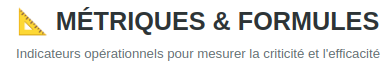 📐 MÉTRIQUES & FORMULES
Indicateurs opérationnels pour mesurer la criticité et l'efficacité